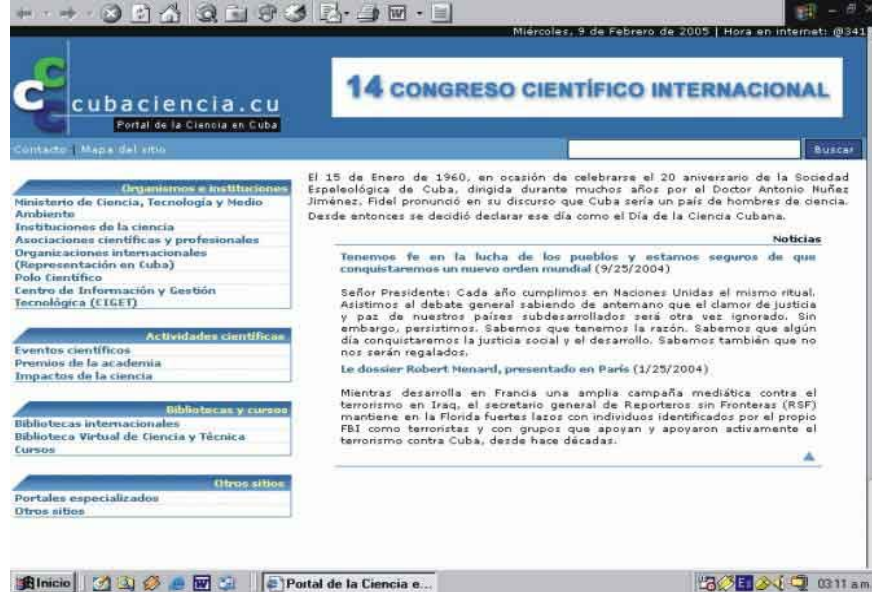 Miércoles, 9 de Febrero de 2005 | Hora en internet: @341
cubaciencia.cu
Portal de la Ciencia en Cuba
14 CONGRESO CIENTÍFICO INTERNACIONAL
Contacto | Mapa del sitio
Buscar
Organismos e instituciones
Ministerio de Ciencia, Tecnología y Medio
Ambiente
Instituciones de la ciencia
Asociaciones científicas y profesionales
Organizaciones internacionales
(Representación en Cuba)
Polo Científico
Centro de Información y Gestión
Tecnológica (CIGET)
Actividades científicas
Eventos científicos
Premios de la academia
Impactos de la ciencia
Bibliotecas y cursos
Bibliotecas internacionales
Biblioteca Virtual de Ciencia y Técnica
Cursos
Otros sitios
Portales especializados
Otros sitios
El 15 de Enero de 1960, en ocasión de celebrarse el 20 aniversario de la Sociedad
Espeleológica de Cuba, dirigida durante muchos años por el Doctor Antonio Nuñez
Jiménez, Fidel pronunció en su discurso que Cuba sería un país de hombres de ciencia.
Desde entonces se decidió declarar ese día como el Día de la Ciencia Cubana.
Noticias
Tenemos fe en la lucha de los pueblos y estamos seguros de que
conquistaremos un nuevo orden mundial (9/25/2004)
Señor Presidente: Cada año cumplimos en Naciones Unidas el mismo ritual.
Asistimos al debate general sabiendo de antemano que el clamor de justicia
y paz de nuestros países subdesarrollados será otra vez ignorado. Sin
embargo, persistimos. Sabemos que tenemos la razón. Sabemos que algún
día conquistaremos la justicia social y el desarrollo. Sabemos también que no
nos serán regalados.
Le dossier Robert Menard, presentado en París (1/25/2004)
Mientras desarrolla en Francia una amplia campaña mediática contra el
terrorismo en Iraq, el secretario general de Reporteros sin Fronteras (RSF)
mantiene en la Florida fuertes lazos con individuos identificados por el propio
FBI como terroristas y con grupos que apoyan y apoyaron activamente el
terrorismo contra Cuba, desde hace décadas.
Inicio
Portal de la Ciencia e...
Es
03:11 a.m.